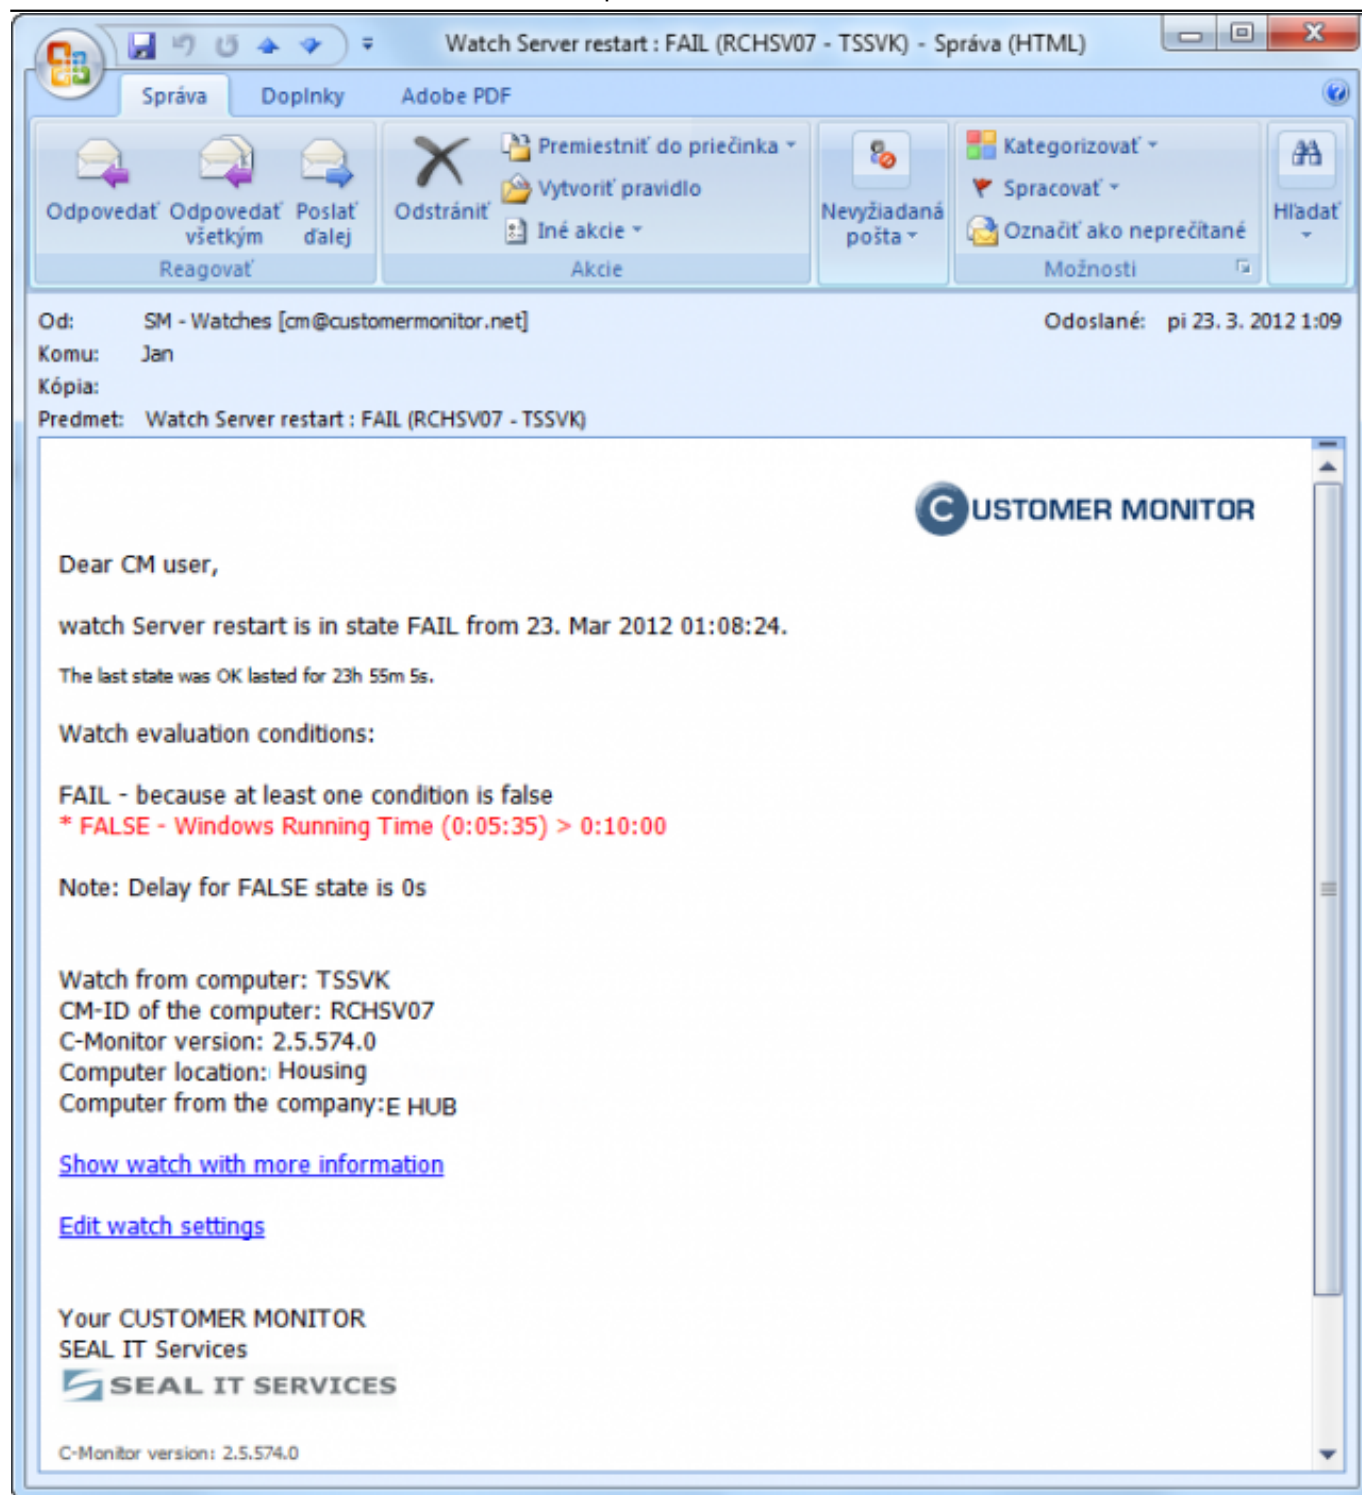 Watch Server restart : FAIL (RCHSV07 - TSSVK) - Správa (HTML)
Správa Doplnky Adobe PDF
Odpovedať
Odpovedať všetkým
Poslať ďalej
Reagovať
Odstrániť
Premiestniť do priečinka
Vytvoriť pravidlo
Iné akcie
Akcie
Nevyžiadaná
pošta
Kategorizovať
Spracovať
Označiť ako neprečítané
Možnosti
Hľadať
Od: SM - Watches [cm@customermonitor.net] Odoslané: pi 23. 3. 2012 1:09
Komu: Jan
Kópia:
Predmet: Watch Server restart : FAIL (RCHSV07 - TSSVK)
CUSTOMER MONITOR
Dear CM user,
watch Server restart is in state FAIL from 23. Mar 2012 01:08:24.
The last state was OK lasted for 23h 55m 5s.
Watch evaluation conditions:
FAIL - because at least one condition is false
* FALSE - Windows Running Time (0:05:35) > 0:10:00
Note: Delay for FALSE state is 0s
Watch from computer: TSSVK
CM-ID of the computer: RCHSV07
C-Monitor version: 2.5.574.0
Computer location: Housing
Computer from the company:E HUB
Show watch with more information
Edit watch settings
Your CUSTOMER MONITOR
SEAL IT Services
SEAL IT SERVICES
C-Monitor version: 2.5.574.0